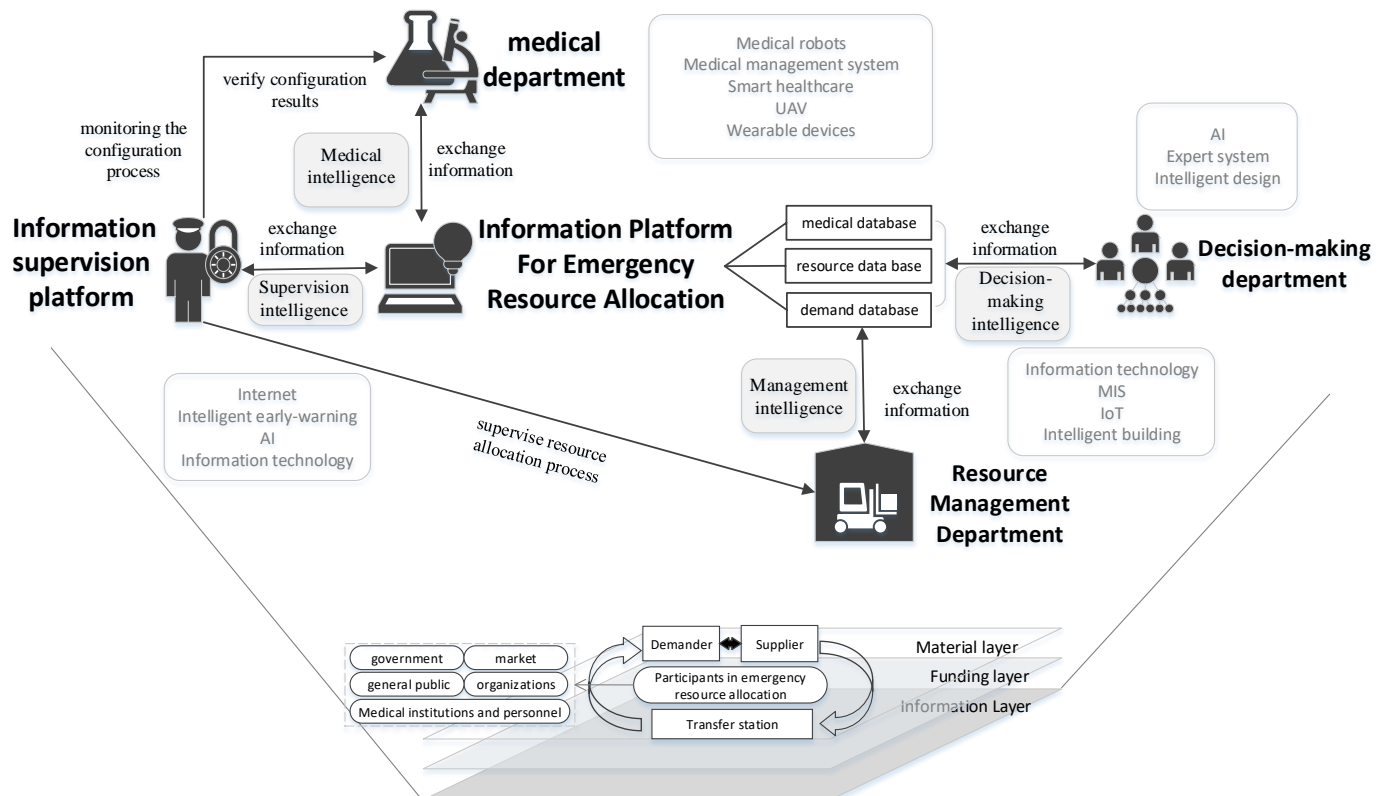 medical
department
Medical robots
Medical management system
Smart healthcare
UAV
Wearable devices
verify configuration
results
monitoring the
configuration
process
Medical
intelligence
exchange
information
AI
Expert system
Intelligent design
Information
supervision
platform
exchange
information
Supervision
intelligence
Information Platform
For Emergency
Resource Allocation
medical database
resource data base
demand database
exchange
information
Decision-
making
intelligence
Decision-making
department
Internet
Intelligent early-warning
AI
Information technology
supervise resource
allocation process
Management
intelligence
exchange
information
Information technology
MIS
IoT
Intelligent building
Resource
Management
Department
government
market
general public
organizations
Medical institutions and personnel
Demander
Supplier
Participants in emergency
resource allocation
Transfer station
Material layer
Funding layer
Information Layer